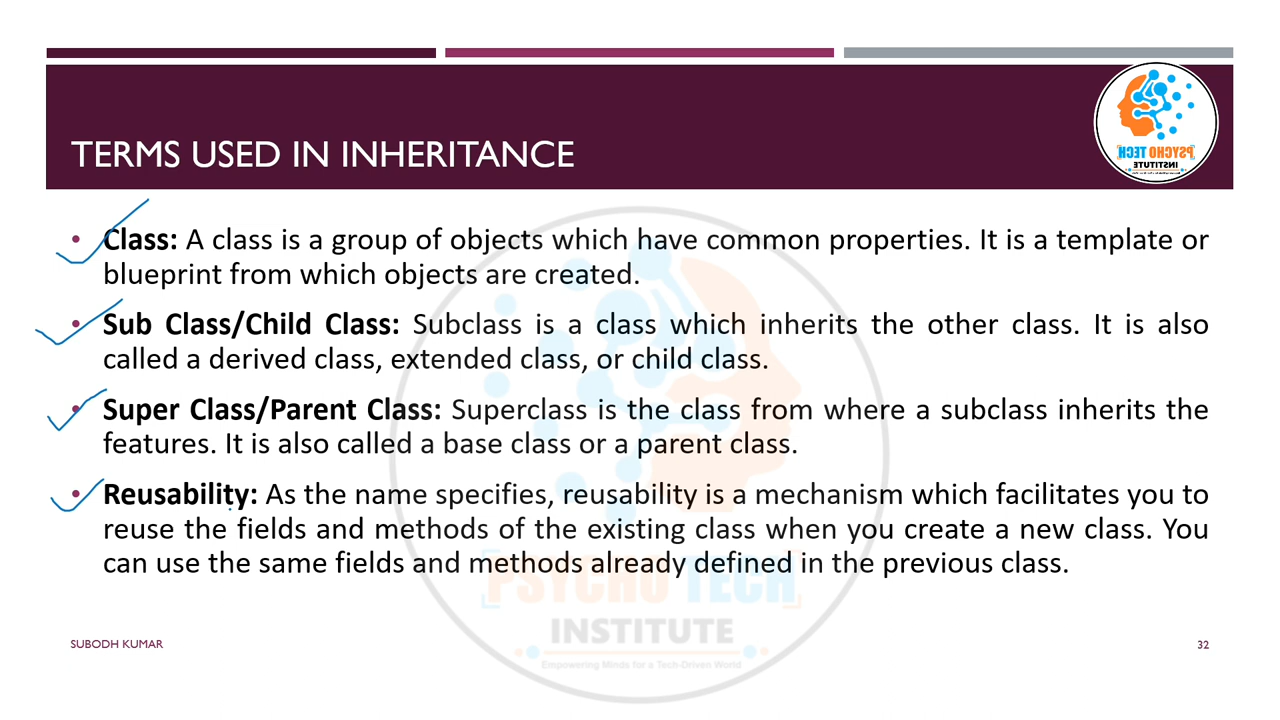 TERMS USED IN INHERITANCE
PSYCHO TECH
INSTITUTE
• Class: A class is a group of objects which have common properties. It is a template or
blueprint from which objects are created.
• Sub Class/Child Class: Subclass is a class which inherits the other class. It is also
called a derived class, extended class, or child class.
• Super Class/Parent Class: Superclass is the class from where a subclass inherits the
features. It is also called a base class or a parent class.
• Reusability: As the name specifies, reusability is a mechanism which facilitates you to
reuse the fields and methods of the existing class when you create a new class. You
can use the same fields and methods already defined in the previous class.
PSYCHO TECH
INSTITUTE
Empowering Minds for a Tech-Driven World
SUBODH KUMAR
32